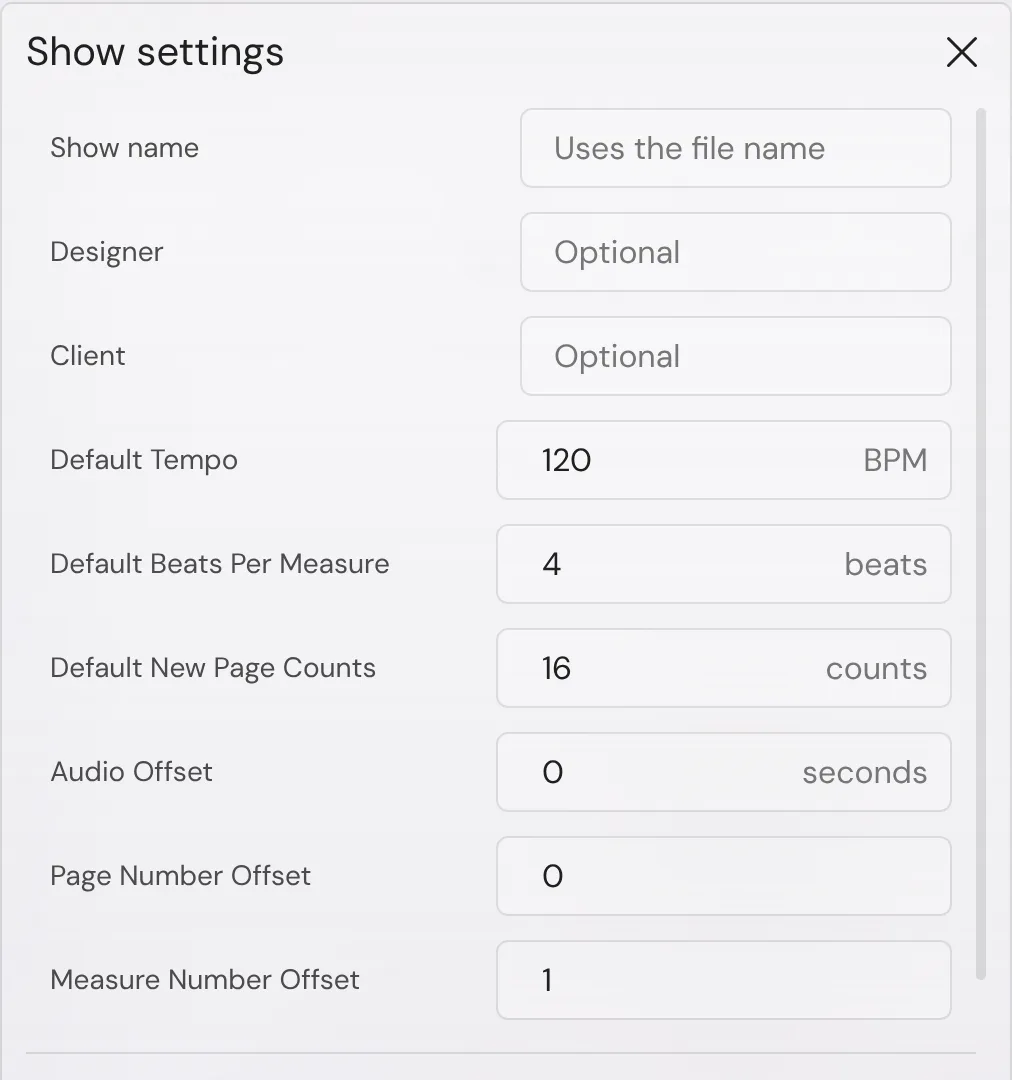 Show settings
Show name
Uses the file name
Designer
Optional
Client
Optional
Default Tempo
120 BPM
Default Beats Per Measure
4 beats
Default New Page Counts
16 counts
Audio Offset
0 seconds
Page Number Offset
0
Measure Number Offset
1